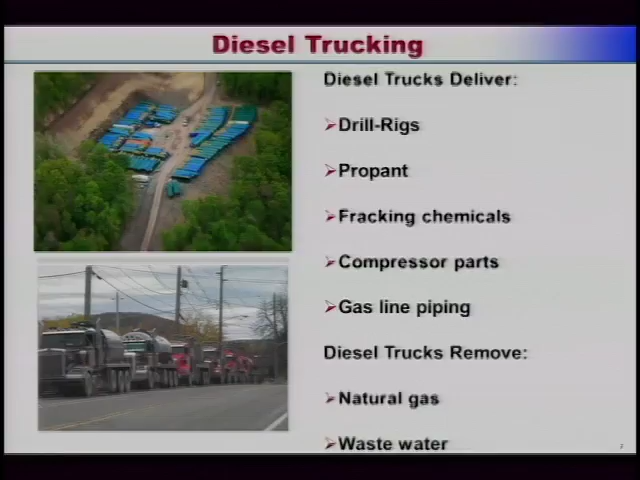 Diesel Trucking
Diesel Trucks Deliver:
Drill-Rigs
Propant
Fracking chemicals
Compressor parts
Gas line piping
Diesel Trucks Remove:
Natural gas
Waste water